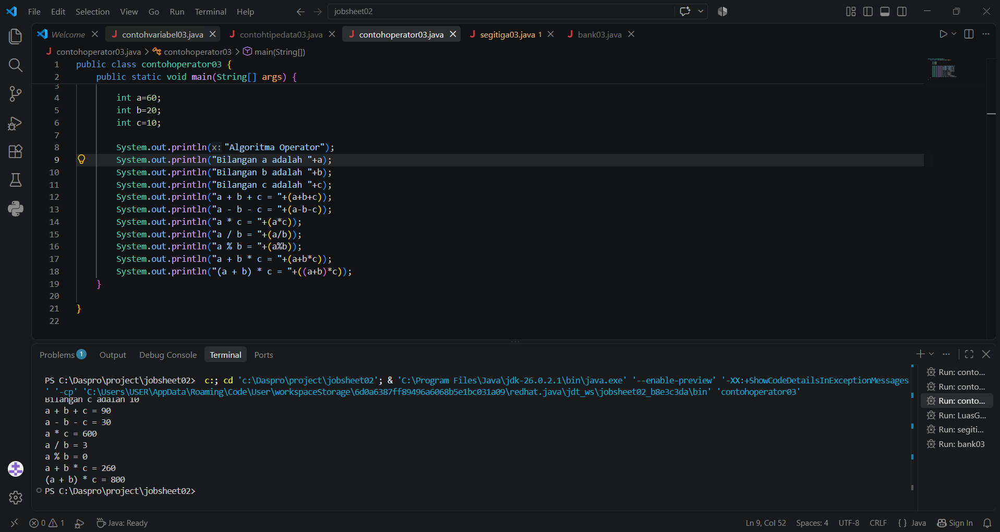 File Edit Selection View Go Run Terminal Help
jobsheet02
Welcome contohvariabel03.java contohtipedata03.java contohoperator03.java segitiga03.java 1 bank03.java
contohoperator03.java > contohoperator03 > main(String[])
1 public class contohoperator03 {
2 public static void main(String[] args) {
3
4 int a=60;
5 int b=20;
6 int c=10;
7
8 System.out.println(x: "Algoritma Operator");
9 System.out.println("Bilangan a adalah "+a);
10 System.out.println("Bilangan b adalah "+b);
11 System.out.println("Bilangan c adalah "+c);
12 System.out.println("a + b + c = "+(a+b+c));
13 System.out.println("a - b - c = "+(a-b-c));
14 System.out.println("a * c = "+(a*c));
15 System.out.println("a / b = "+(a/b));
16 System.out.println("a % b = "+(a%b));
17 System.out.println("a + b * c = "+(a+b*c));
18 System.out.println("(a + b) * c = "+((a+b)*c));
19 }
20
21 }
22
Problems 1 Output Debug Console Terminal Ports
PS C:\Daspro\project\jobsheet02> c:; cd 'c:\Daspro\project\jobsheet02'; & 'C:\Program Files\Java\jdk-26.0.2.1\bin\java.exe' '--enable-preview' '-XX:+ShowCodeDetailsInExceptionMessages
' '-cp' 'C:\Users\USER\AppData\Roaming\Code\User\workspaceStorage\6d0a6387ff89496a6068b5e1bc031a09\redhat.java\jdt_ws\jobsheet02_b8e3c3da\bin' 'contohoperator03'
Bilangan c adalah 10
a + b + c = 90
a - b - c = 30
a * c = 600
a / b = 3
a % b = 0
a + b * c = 260
(a + b) * c = 800
PS C:\Daspro\project\jobsheet02>
Run: conto...
Run: conto...
Run: conto...
Run: LuasG...
Run: segiti...
Run: bank03
0 1 Java: Ready
Ln 9, Col 52 Spaces: 4 UTF-8 CRLF { } Java Sign In